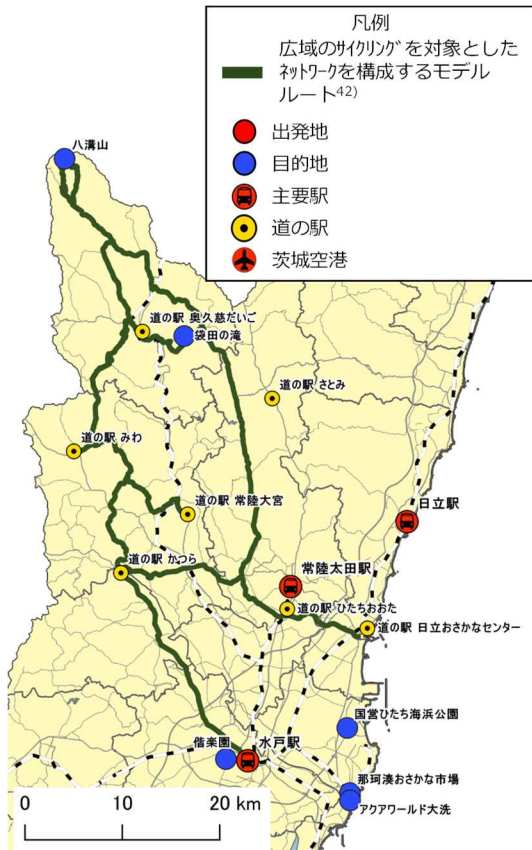 凡例
広域のサイクリングを対象とした
ネットワークを構成するモデル
ルート42)
出発地
目的地
主要駅
道の駅
茨城空港
八溝山
道の駅 奥久慈だいご
袋田の滝
道の駅 さとみ
道の駅 みわ
道の駅 常陸大宮
日立駅
道の駅 かつら
常陸太田駅
道の駅 ひたちおおた
道の駅 日立おさかなセンター
国営ひたち海浜公園
偕楽園
水戸駅
那珂湊おさかな市場
アクアワールド大洗
0 10 20 km